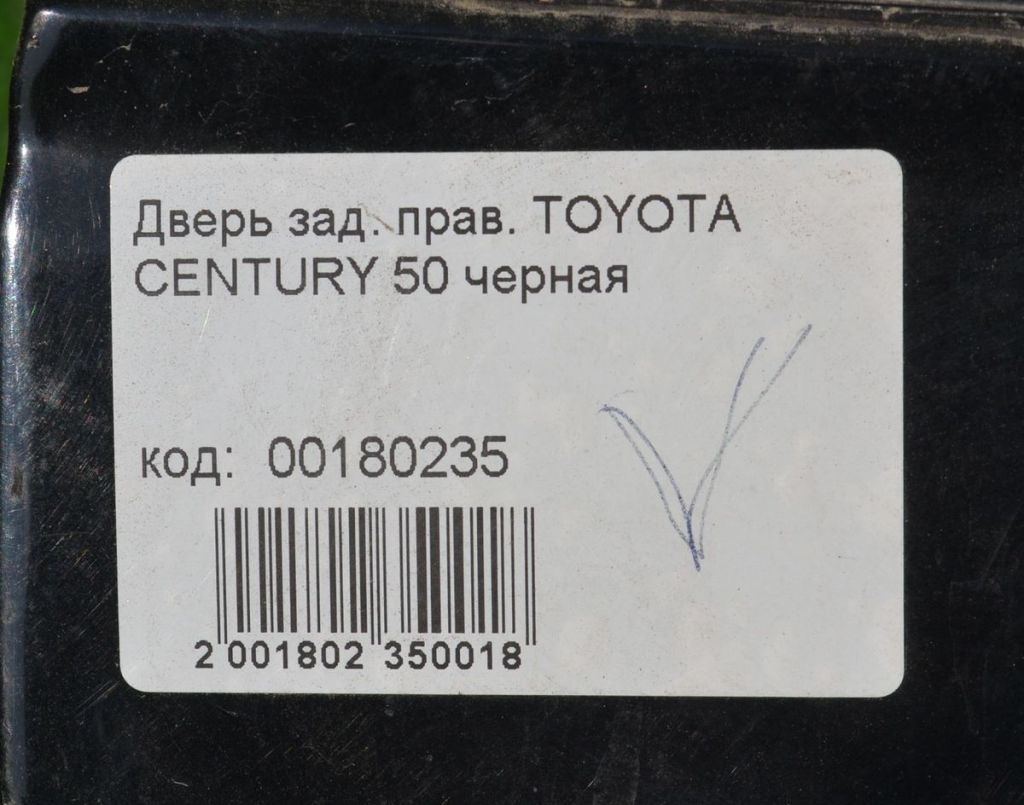 Дверь зад. прав. TOYOTA
CENTURY 50 черная
код: 00180235
2 001802 350018